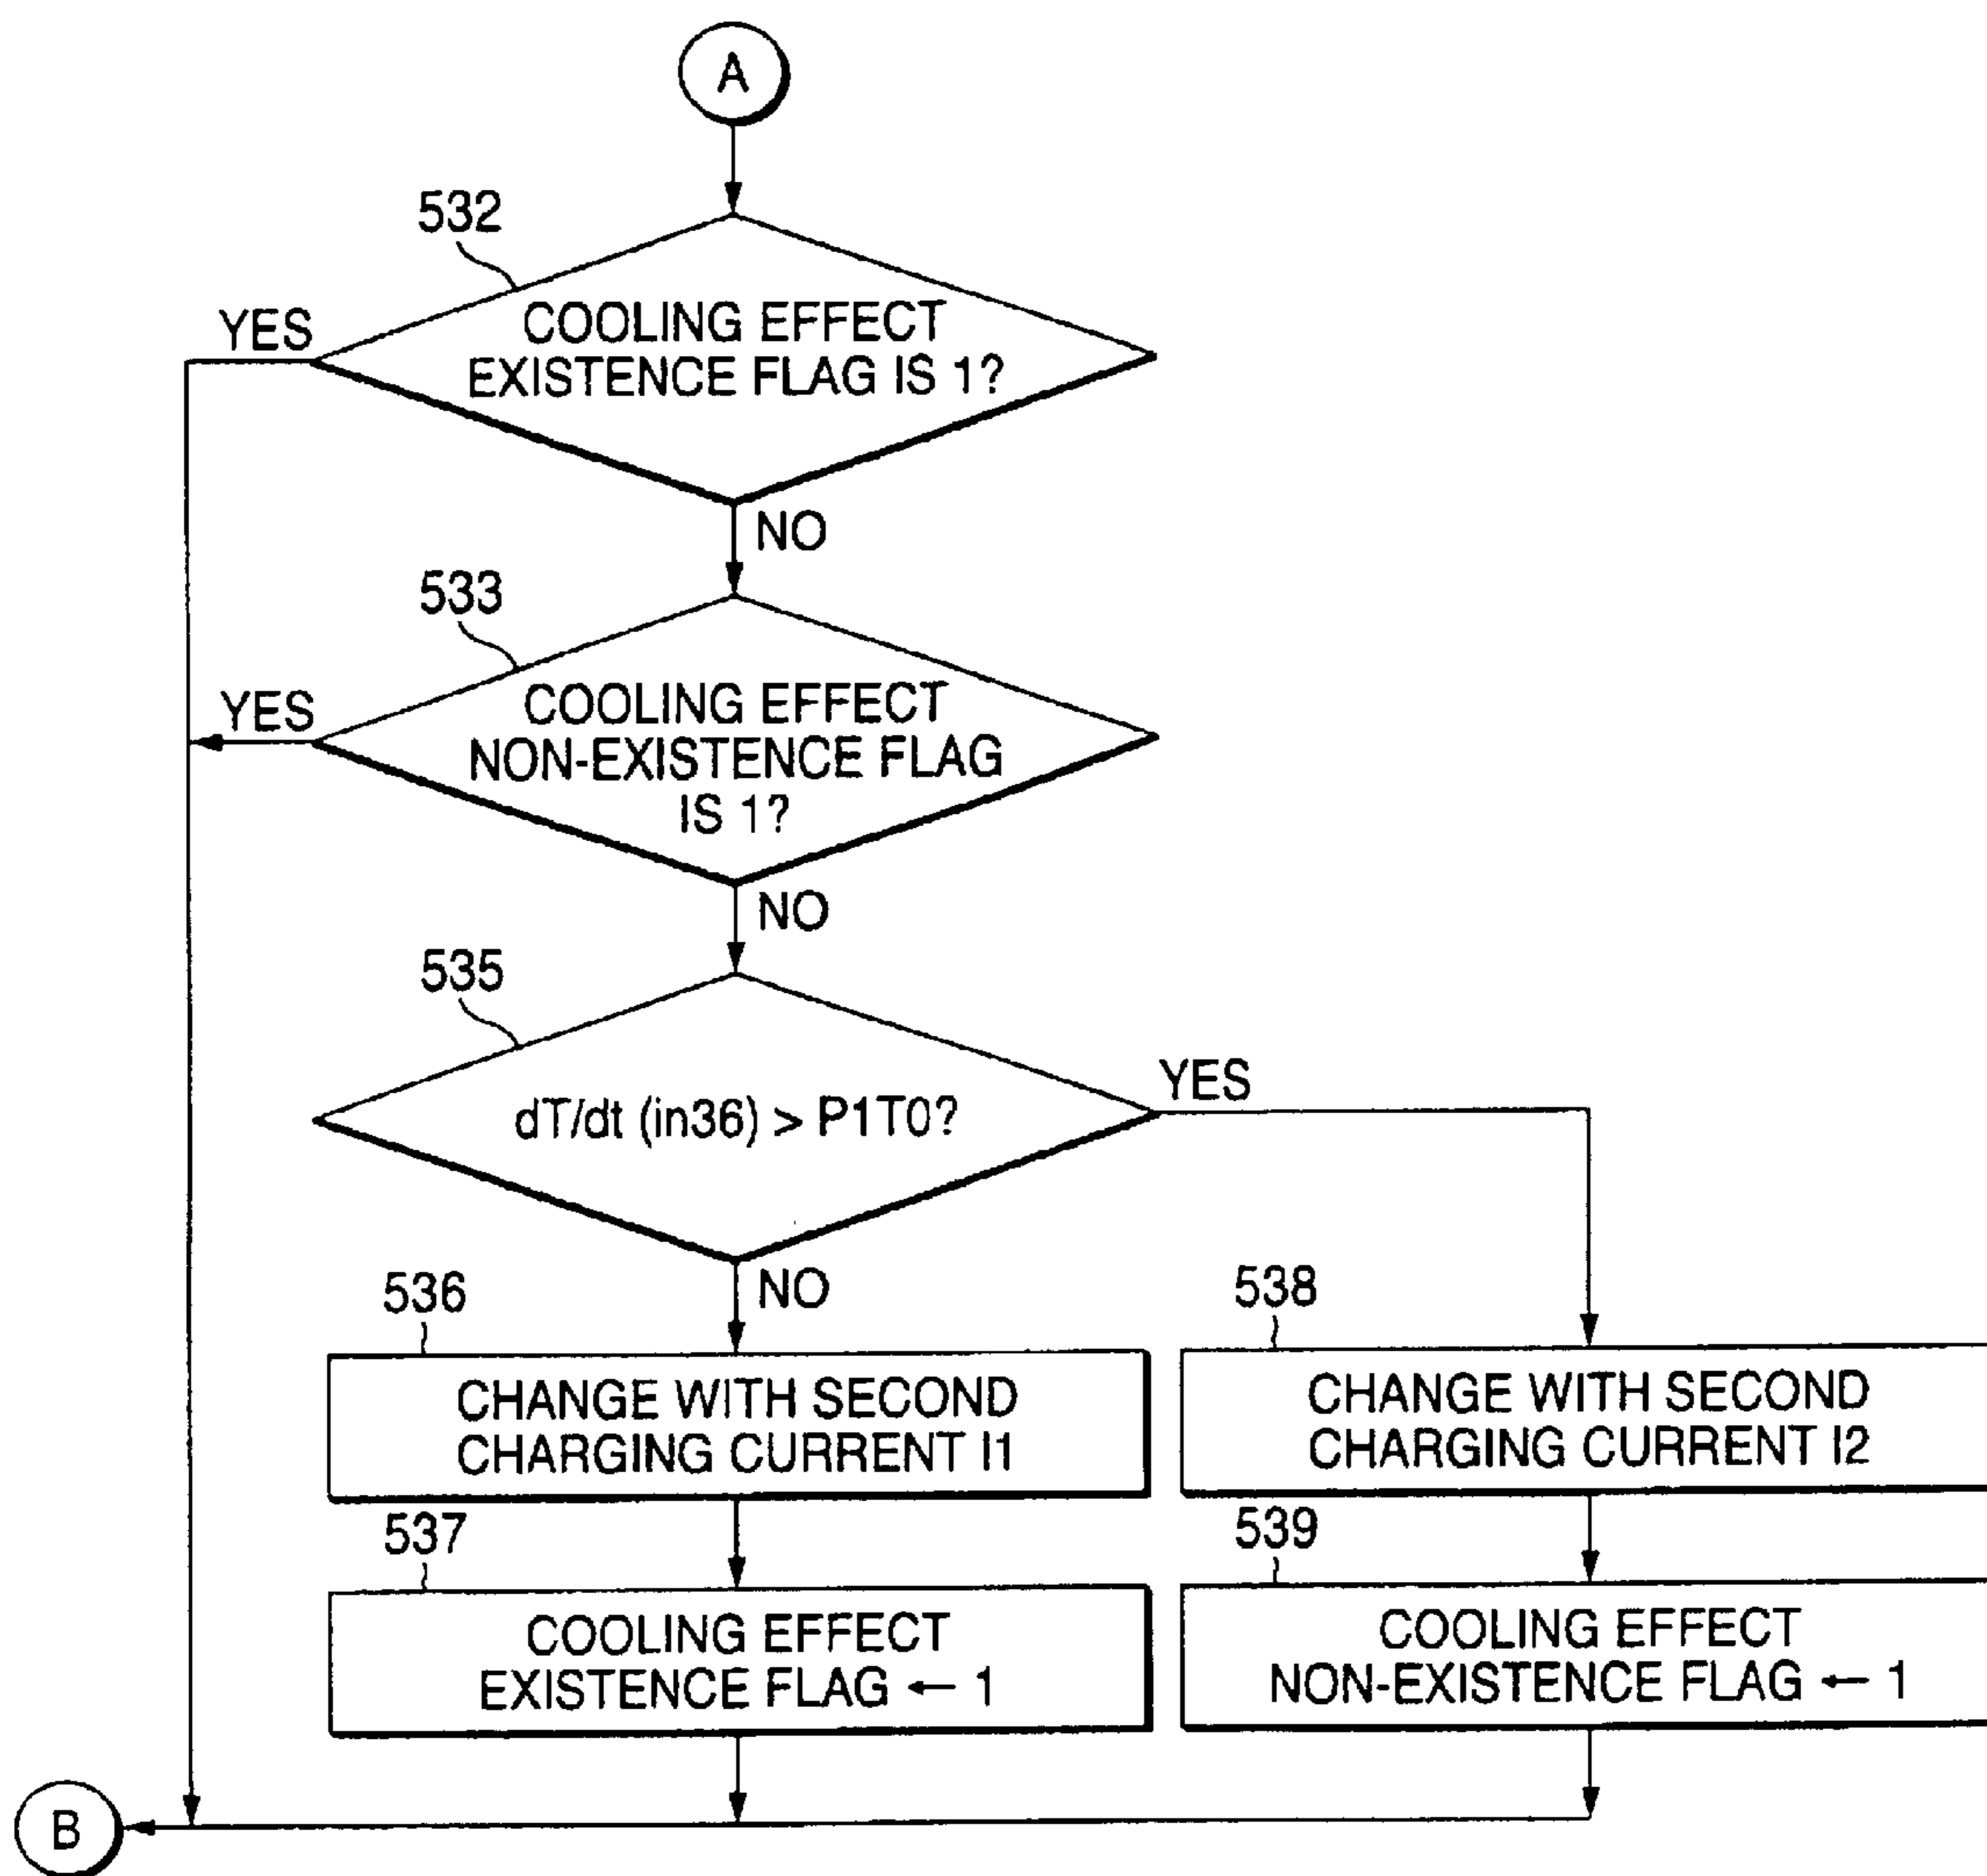 A
532
YES
COOLING EFFECT
EXISTENCE FLAG IS 1?
NO
533
YES
COOLING EFFECT
NON-EXISTENCE FLAG
IS 1?
NO
535
YES
dT/dt (in36) > P1T0?
NO
536
CHANGE WITH SECOND
CHARGING CURRENT I1
538
CHANGE WITH SECOND
CHARGING CURRENT I2
537
COOLING EFFECT
EXISTENCE FLAG ← 1
539
COOLING EFFECT
NON-EXISTENCE FLAG ← 1
B